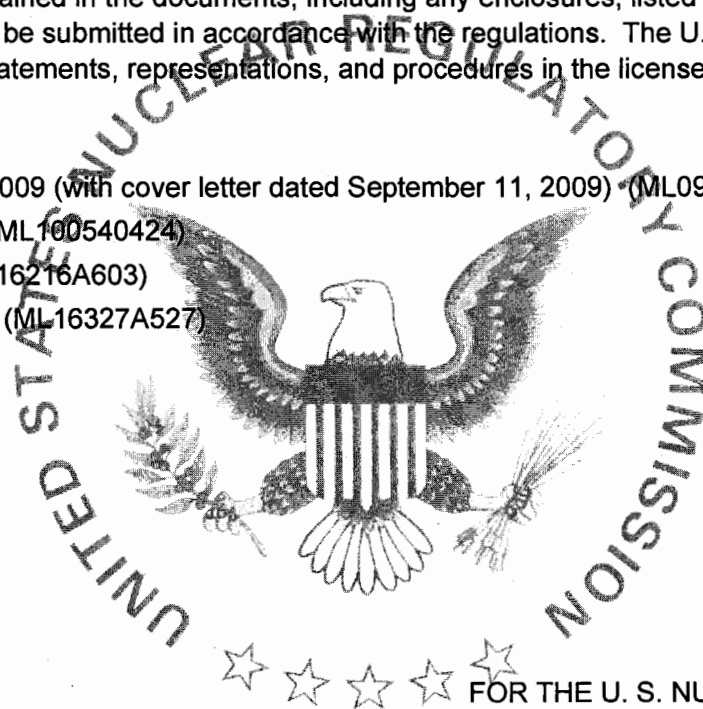 ained in the documents, including any enclosures, listed
be submitted in accordance with the regulations. The U.
atements, representations, and procedures in the license
009 (with cover letter dated September 11, 2009) (ML09
ML100540424)
16216A603)
(ML16327A527)
UNITED STATES NUCLEAR REGULATORY COMMISSION
FOR THE U. S. NU